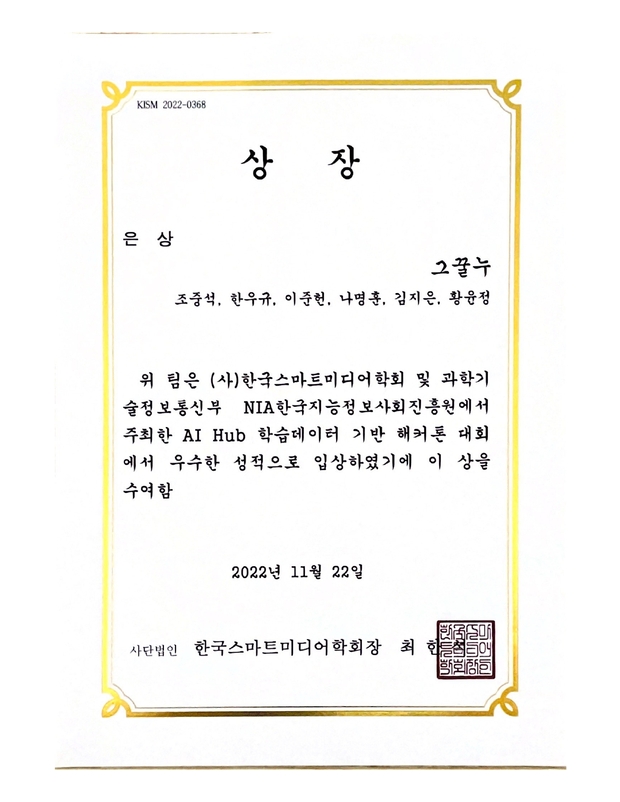 KISM 2022-0368
상 장
은 상
그꿀누
조중석, 한우규, 이준헌, 나명훈, 김지은, 황윤정
위 팀은 (사)한국스마트미디어학회 및 과학기
술정보통신부 NIA한국지능정보사회진흥원에서
주최한 AI Hub 학습데이터 기반 해커톤 대회
에서 우수한 성적으로 입상하였기에 이 상을
수여함
2022년 11월 22일
사단법인 한국스마트미디어학회장 최